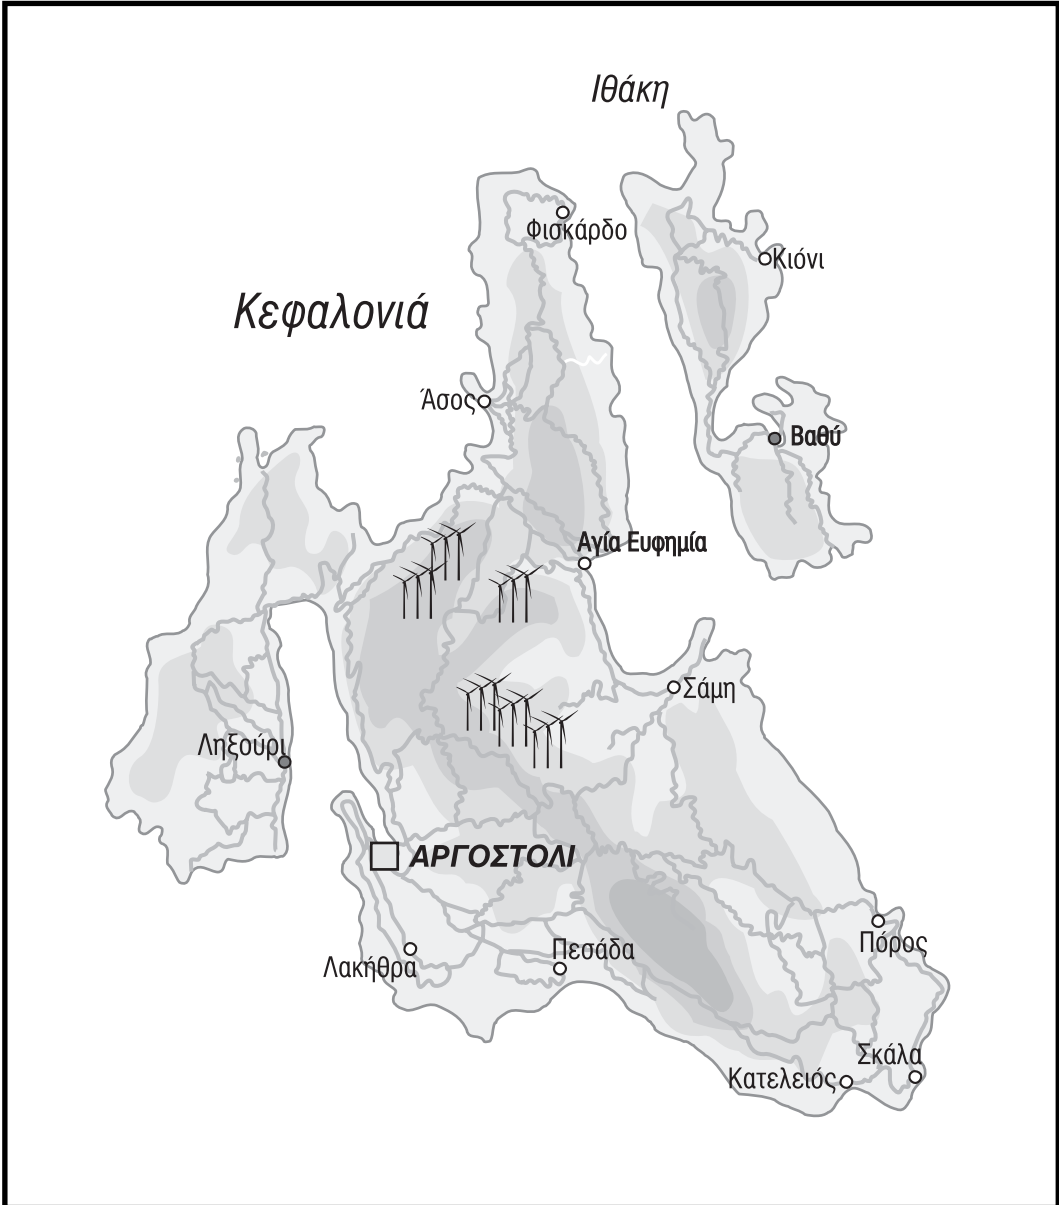 Ιθάκη
Φισκάρδο
Κιόνι
Κεφαλονιά
Άσος
Βαθύ
Αγία Ευφημία
Σάμη
Ληξούρι
ΑΡΓΟΣΤΟΛΙ
Πόρος
Πεσάδα
Λακήθρα
Σκάλα
Κατελειός